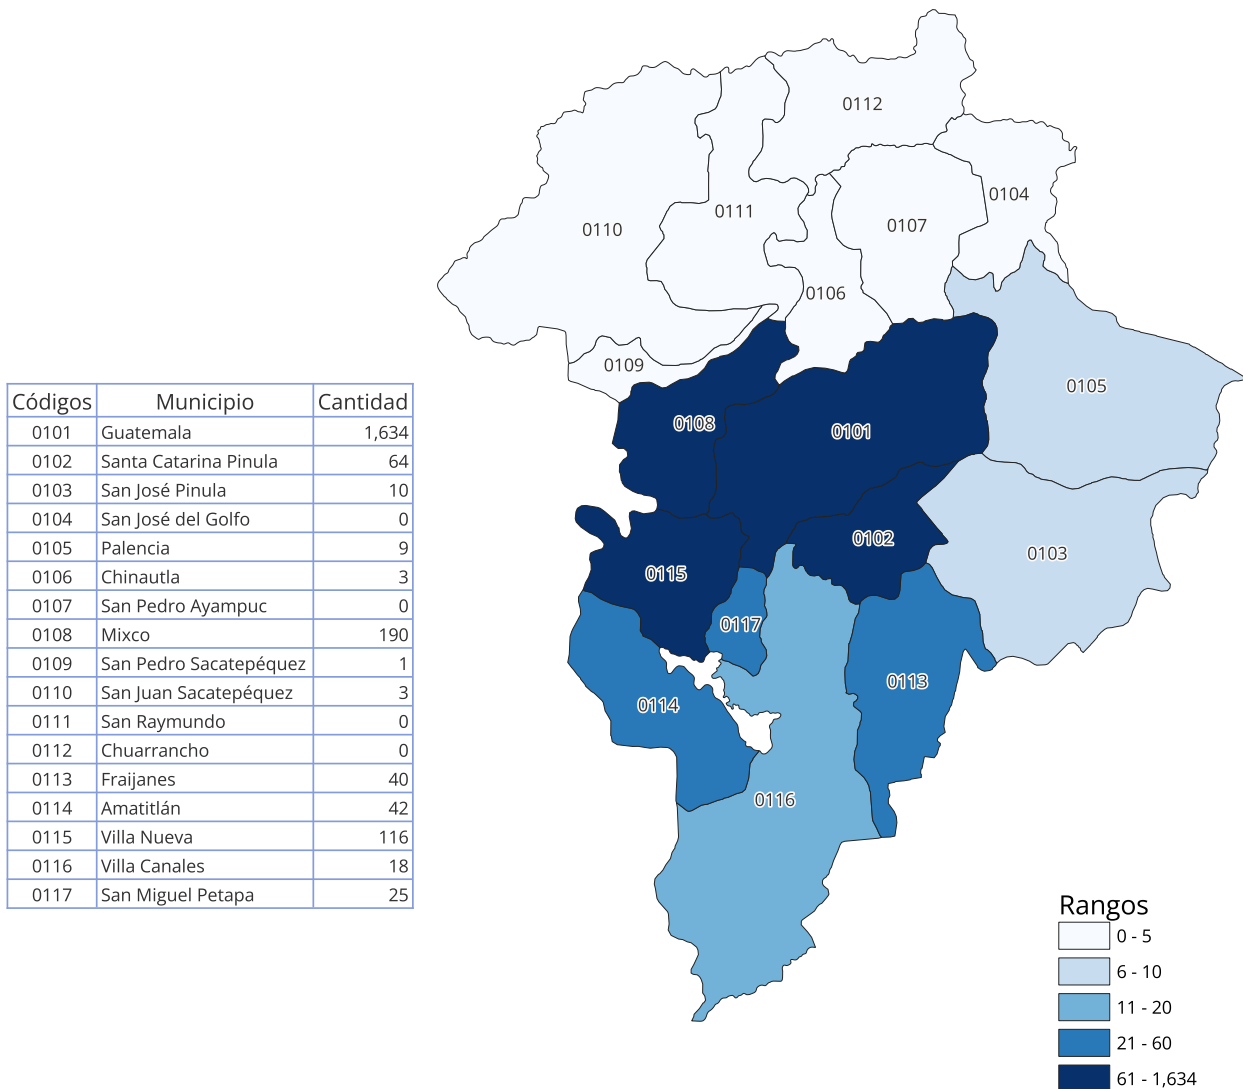 Códigos Municipio Cantidad
0101 Guatemala 1,634
0102 Santa Catarina Pinula 64
0103 San José Pinula 10
0104 San José del Golfo 0
0105 Palencia 9
0106 Chinautla 3
0107 San Pedro Ayampuc 0
0108 Mixco 190
0109 San Pedro Sacatepéquez 1
0110 San Juan Sacatepéquez 3
0111 San Raymundo 0
0112 Chuarrancho 0
0113 Fraijanes 40
0114 Amatitlán 42
0115 Villa Nueva 116
0116 Villa Canales 18
0117 San Miguel Petapa 25
0112
0104
0111
0107
0110
0106
0109
0105
0108
0101
0102
0103
0115
0117
0113
0114
0116
Rangos
0 - 5
6 - 10
11 - 20
21 - 60
61 - 1,634